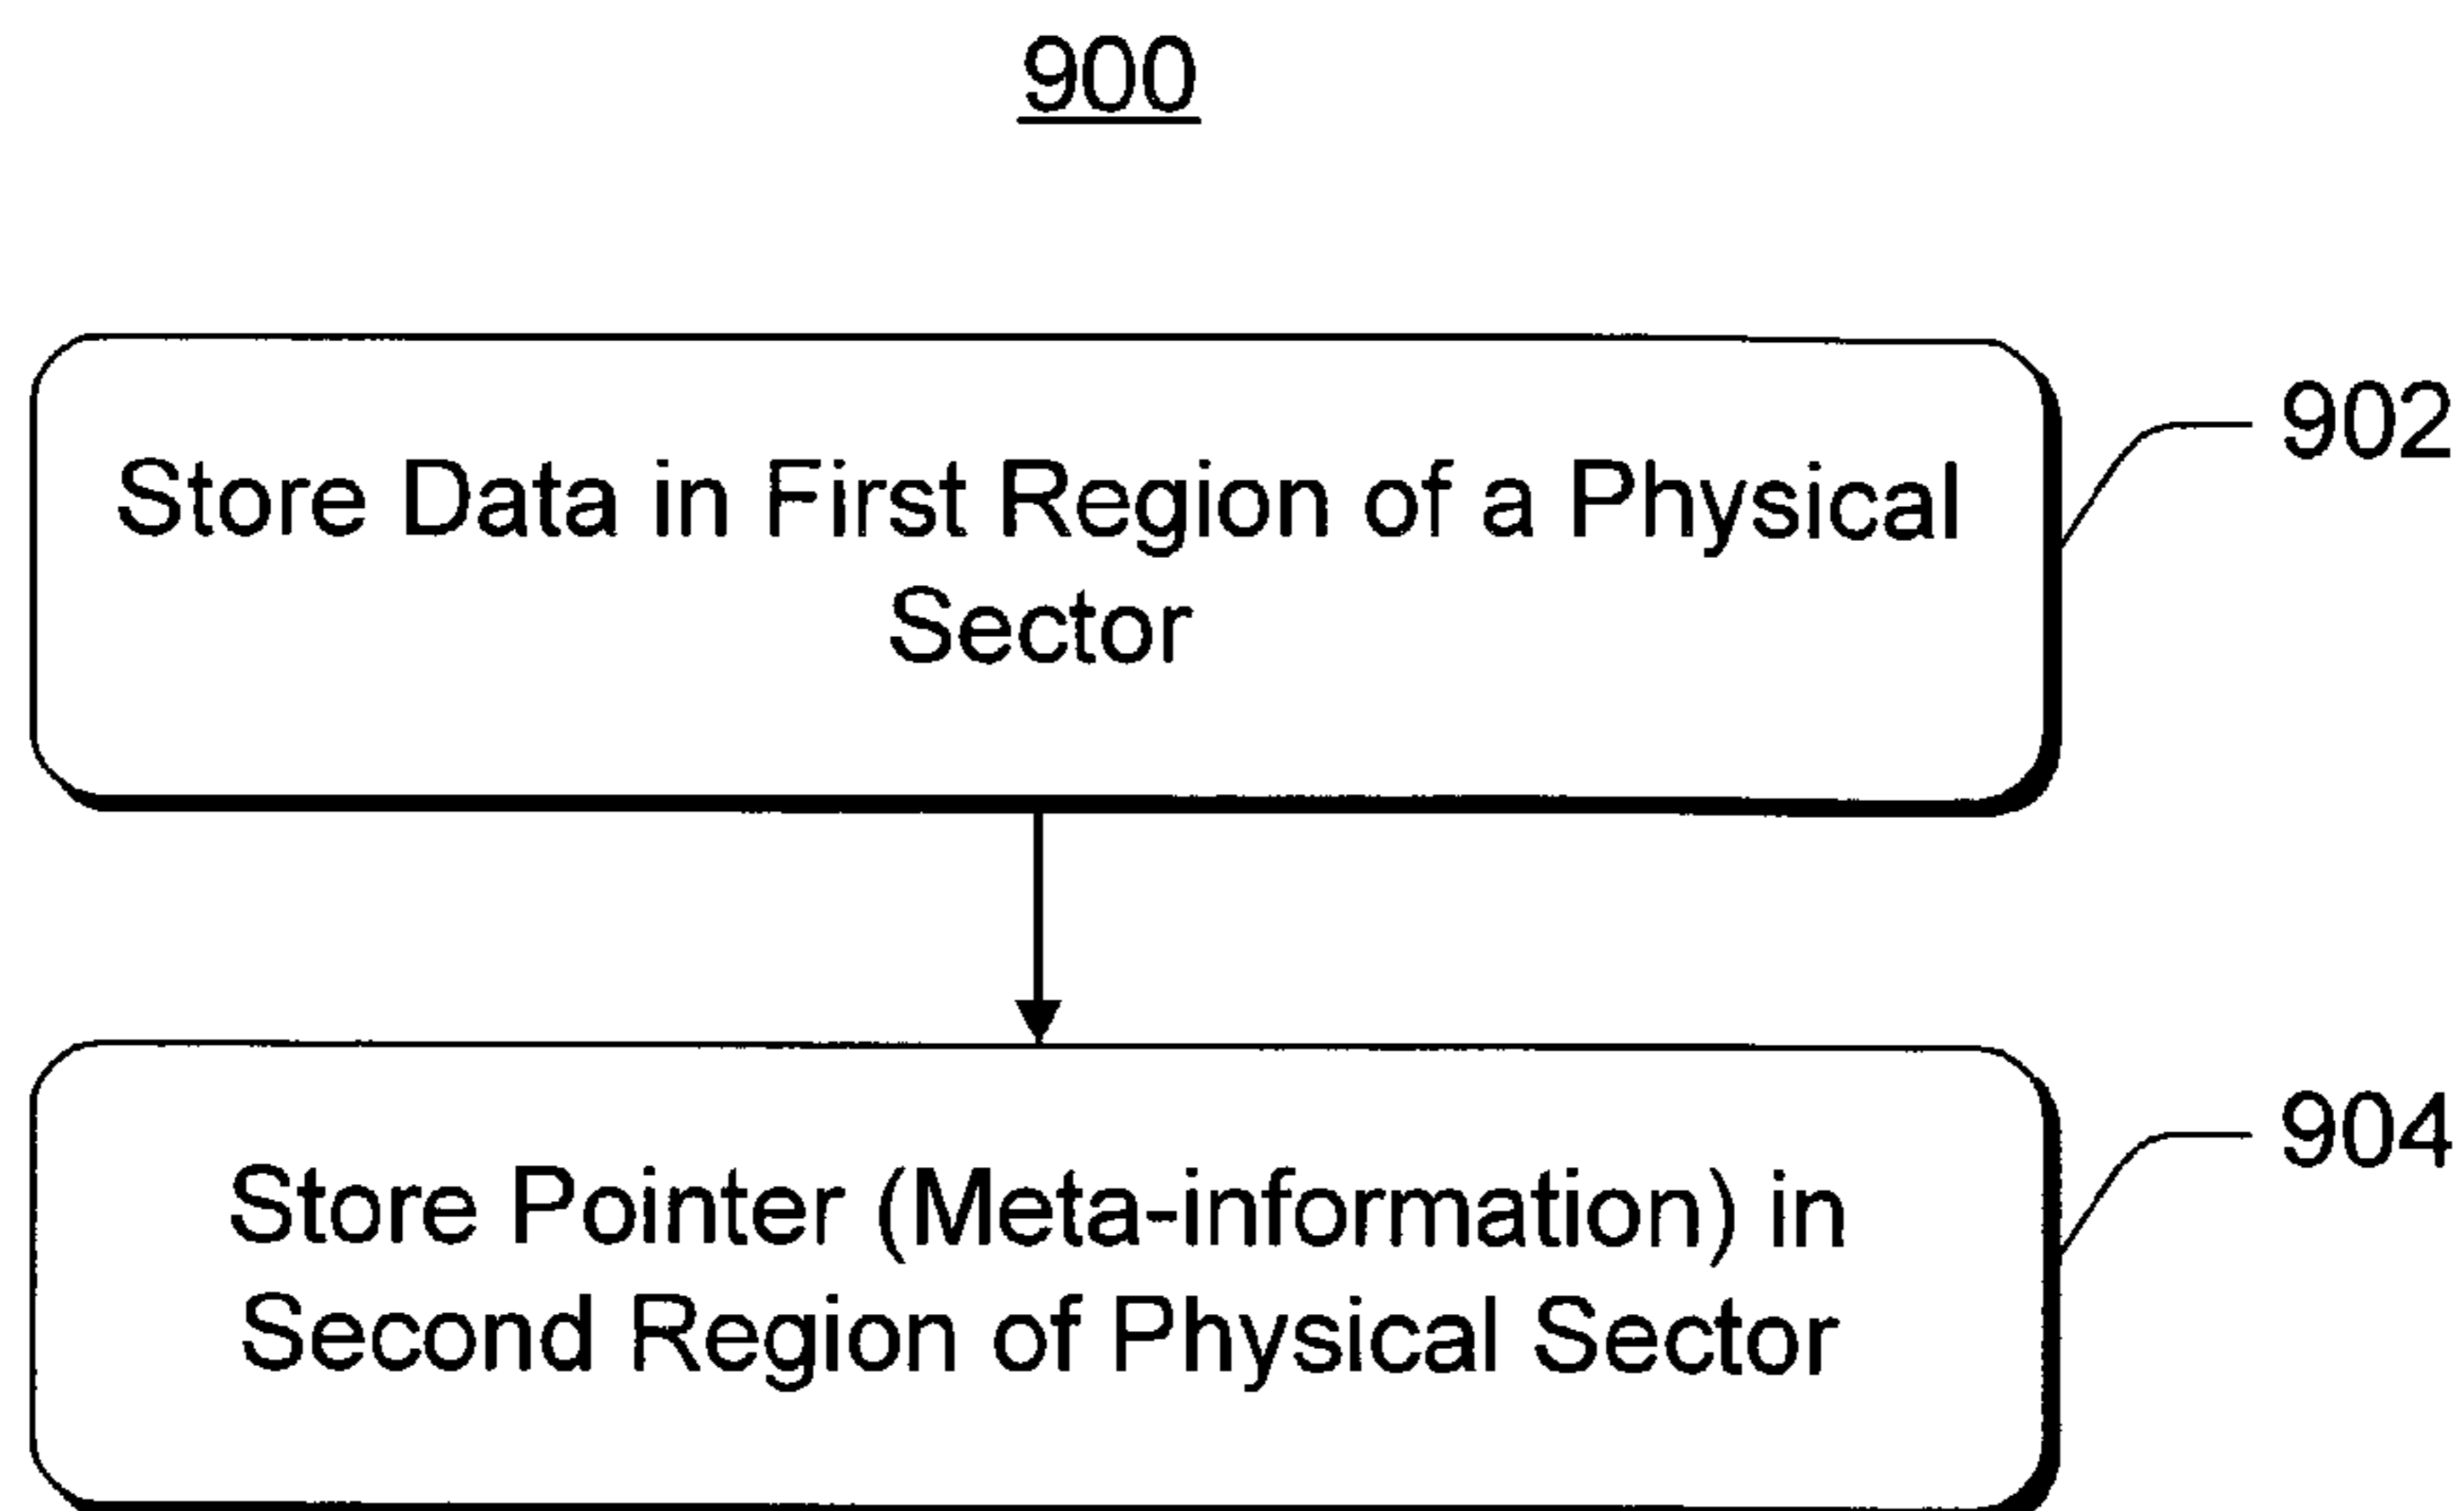 900
Store Data in First Region of a Physical
Sector
902
Store Pointer (Meta-information) in
Second Region of Physical Sector
904